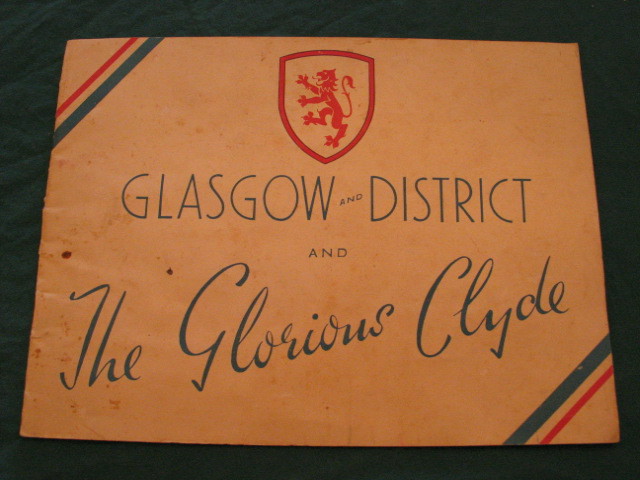 GLASGOW AND DISTRICT
AND
The Glorious Clyde